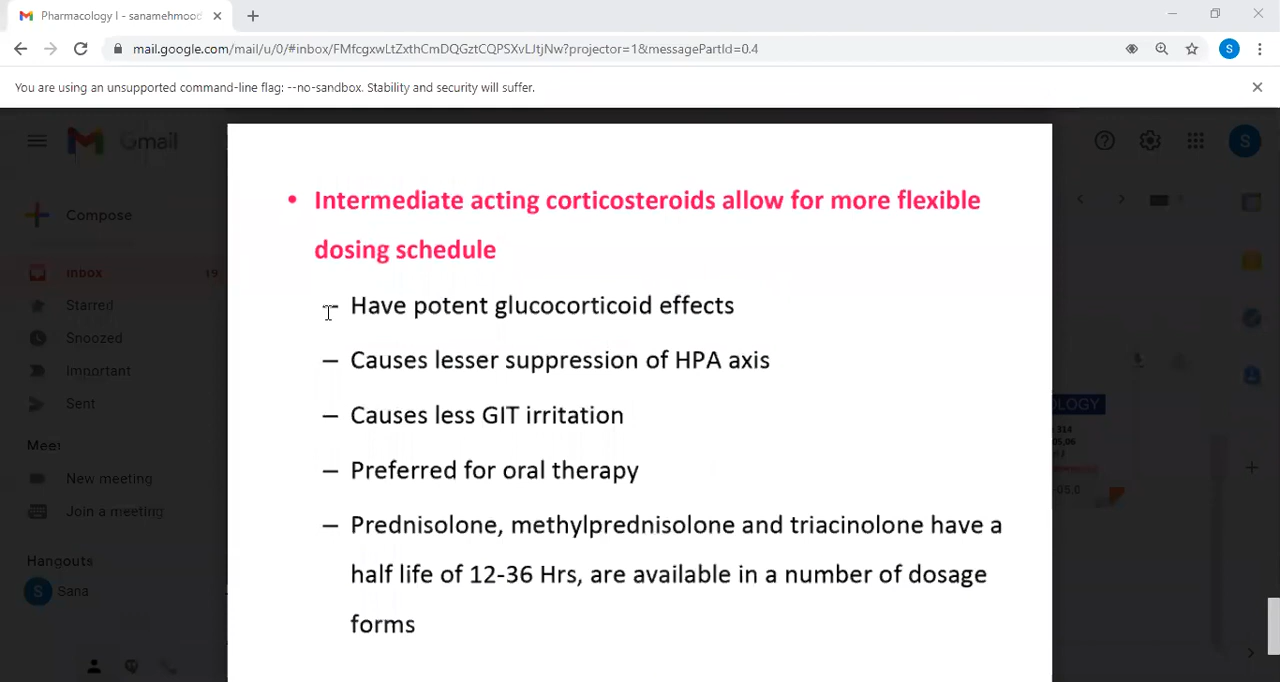 Pharmacology I - sanamehmood
mail.google.com/mail/u/0/#inbox/FMfcgxwLtZxthCmDQGztCQPSXvLJtjNw?projector=1&messagePartId=0.4
S
You are using an unsupported command-line flag: --no-sandbox. Stability and security will suffer.
Gmail
S
Compose
Inbox 19
Starred
Snoozed
Important
Sent
Meet
New meeting
Join a meeting
Hangouts
S Sana
• Intermediate acting corticosteroids allow for more flexible
dosing schedule
– Have potent glucocorticoid effects
– Causes lesser suppression of HPA axis
– Causes less GIT irritation
– Preferred for oral therapy
– Prednisolone, methylprednisolone and triacinolone have a
half life of 12-36 Hrs, are available in a number of dosage
forms
OLOGY
314